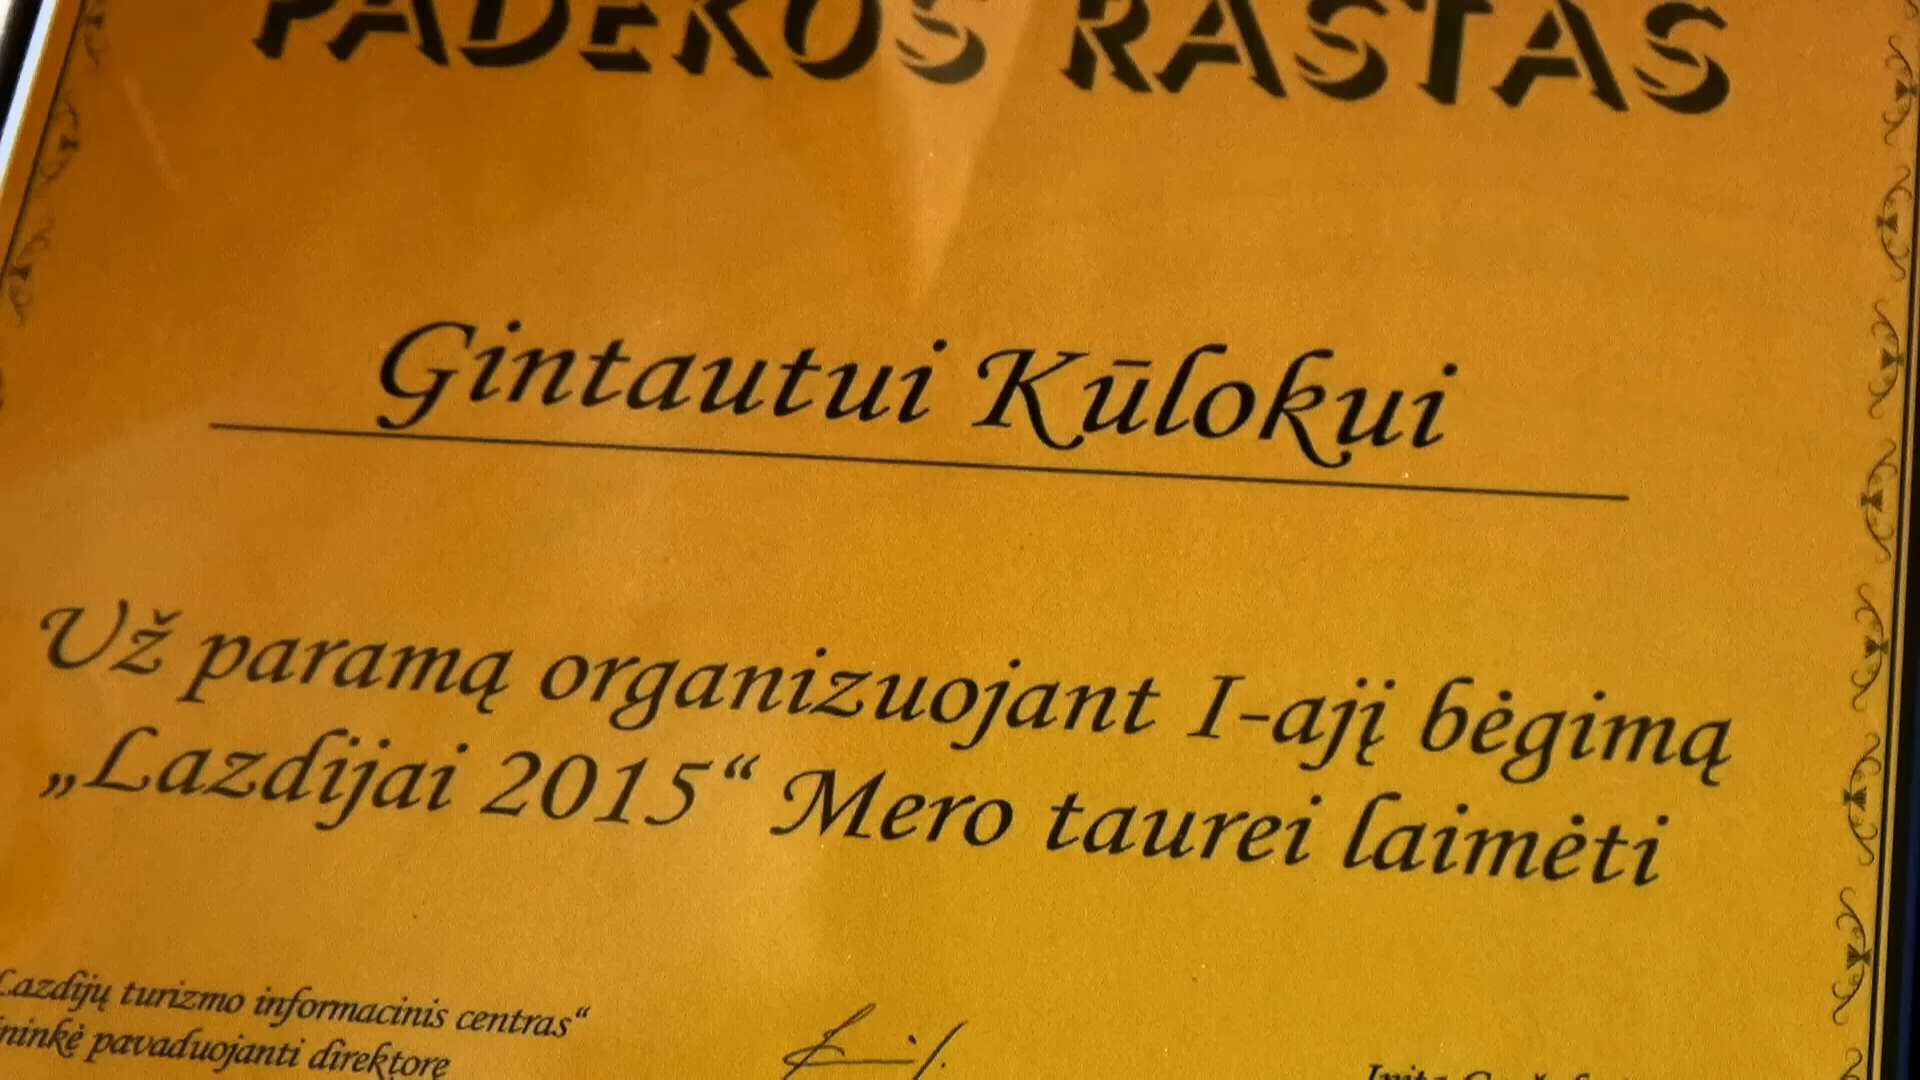 PADĖKOS RAŠTAS
Gintautui Kūlokui
Už paramą organizuojant I-ąjį bėgimą
„Lazdijai 2015“ Mero taurei laimėti
Lazdijų turizmo informacinis centras“
pavaduojanti direktorę